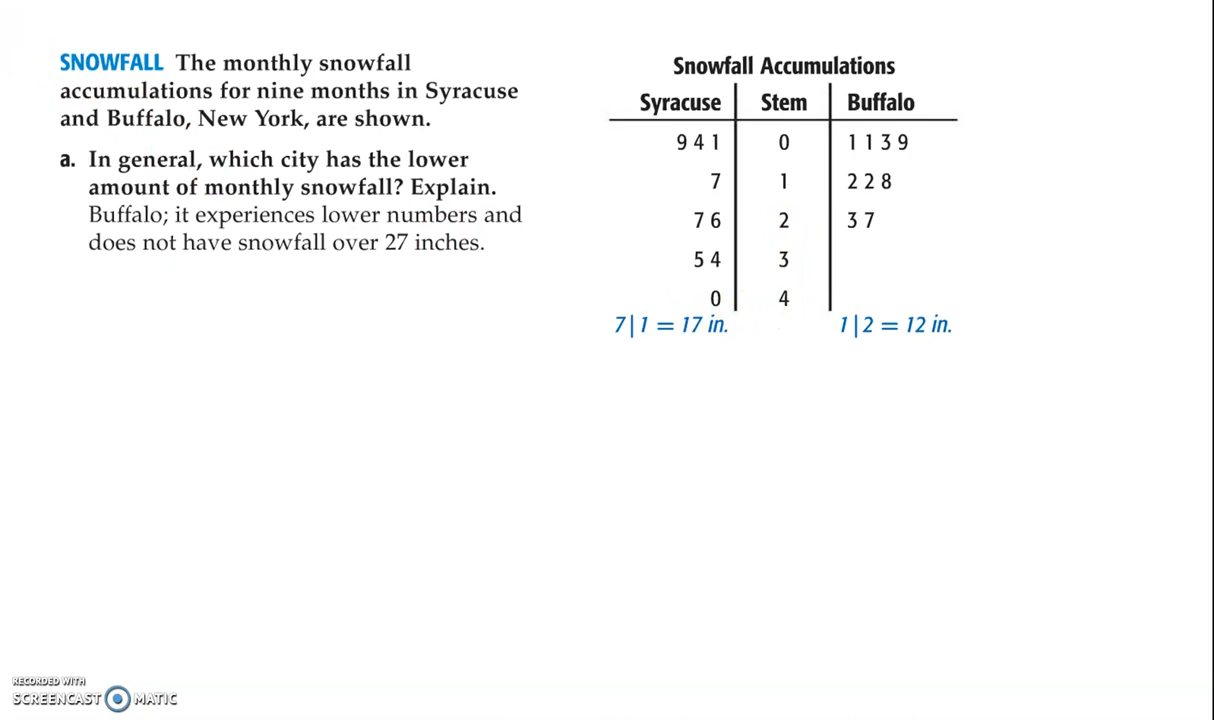 SNOWFALL The monthly snowfall
accumulations for nine months in Syracuse
and Buffalo, New York, are shown.
a. In general, which city has the lower
amount of monthly snowfall? Explain.
Buffalo; it experiences lower numbers and
does not have snowfall over 27 inches.
Snowfall Accumulations
Syracuse Stem Buffalo
9 4 1 0 1 1 3 9
7 1 2 2 8
7 6 2 3 7
5 4 3
0 4
7|1 = 17 in. 1|2 = 12 in.
RECORDED WITH
SCREENCAST MATIC